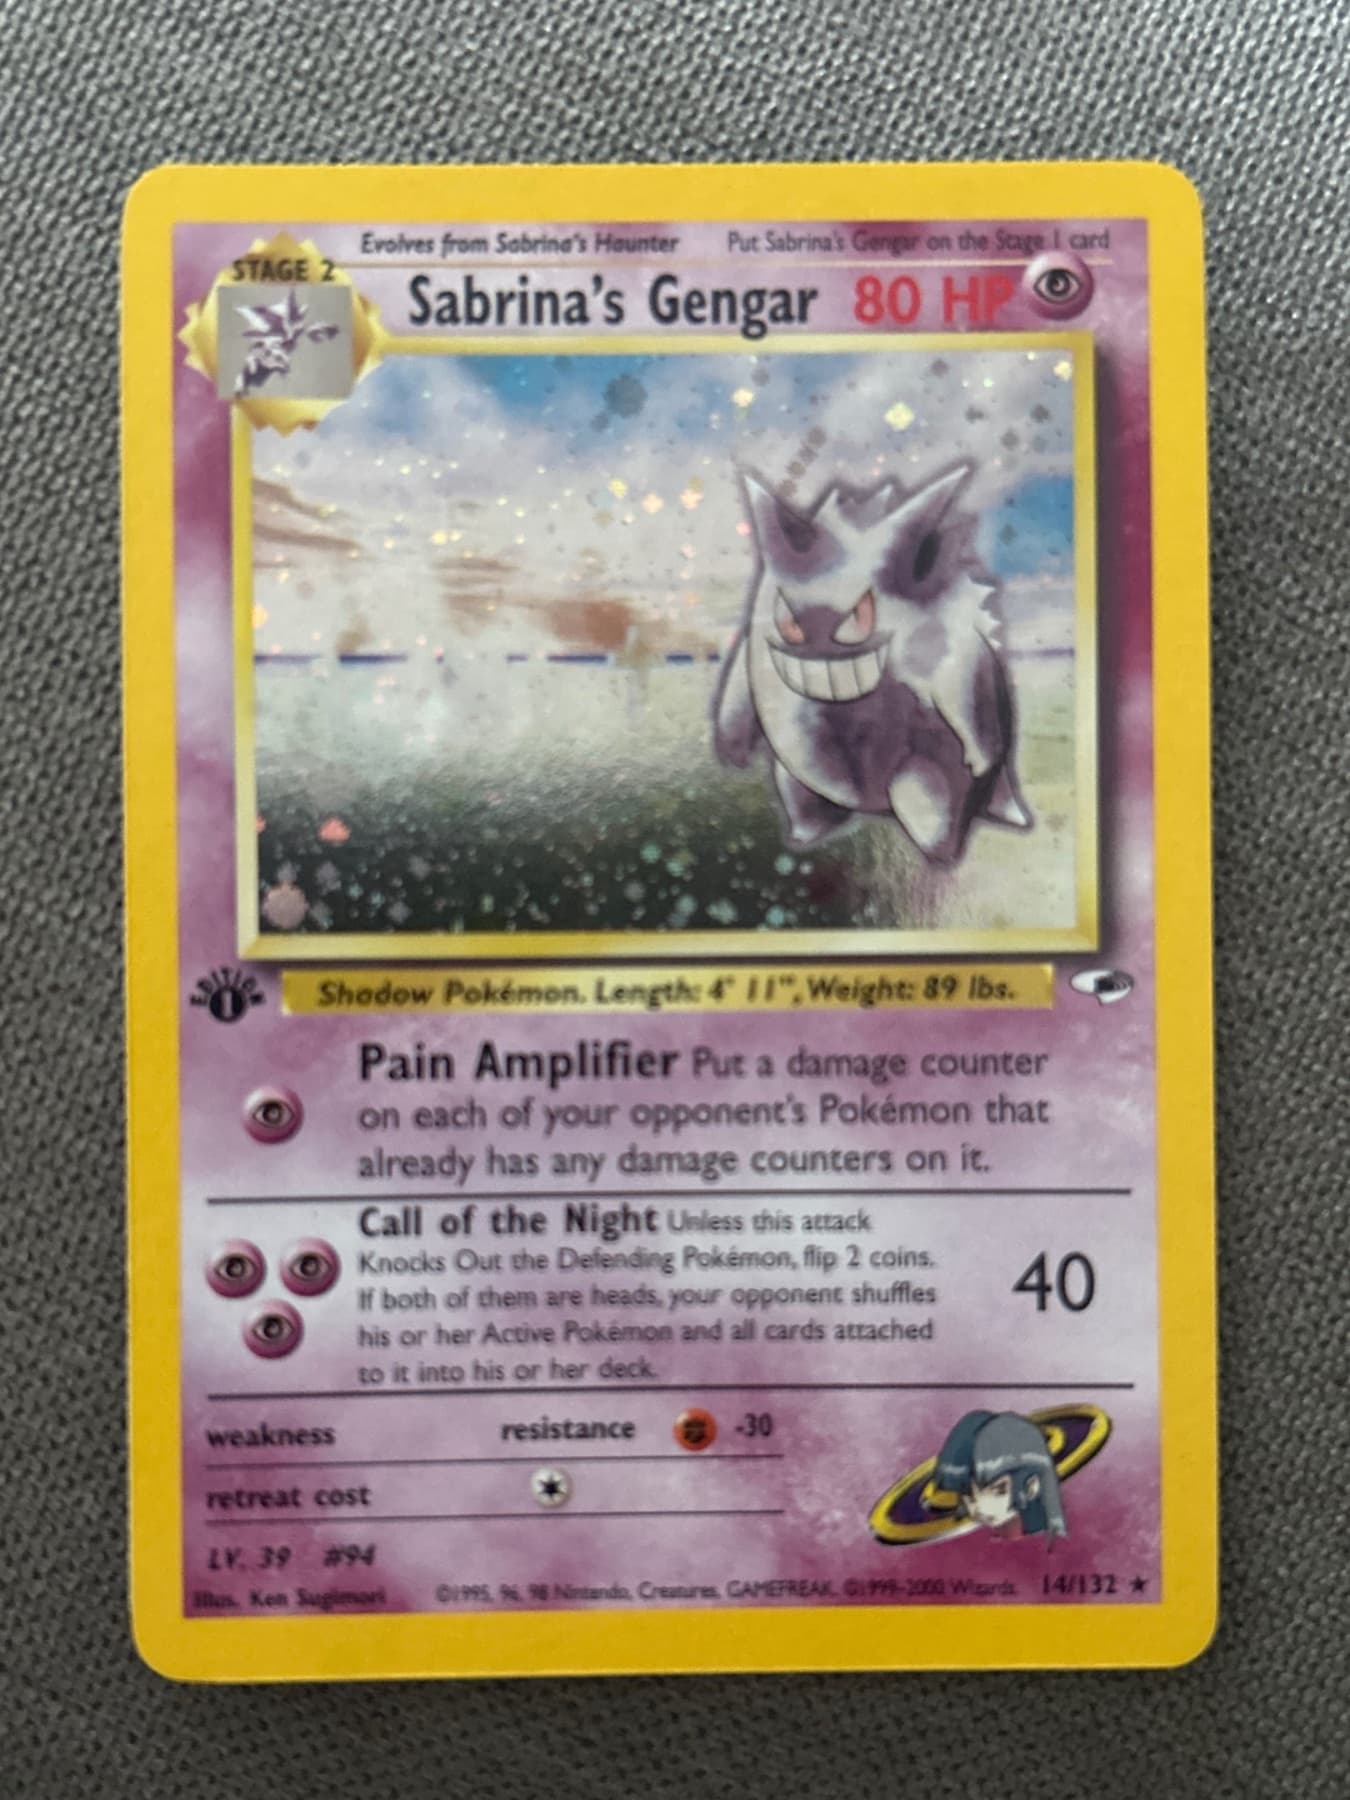 Evolves from Sabrina's Haunter Put Sabrina's Gengar on the Stage 1 card
STAGE 2
Sabrina's Gengar 80 HP
EDITION
1
Shadow Pokémon. Length: 4' 11", Weight: 89 lbs.
Pain Amplifier Put a damage counter
on each of your opponent's Pokémon that
already has any damage counters on it.
Call of the Night Unless this attack
Knocks Out the Defending Pokémon, flip 2 coins.
If both of them are heads, your opponent shuffles
his or her Active Pokémon and all cards attached
to it into his or her deck.
40
weakness resistance -30
retreat cost
LV. 39 #94
Illus. Ken Sugimori ©1995, 96, 98 Nintendo, Creatures, GAMEFREAK. ©1999-2000 Wizards. 14/132 ★